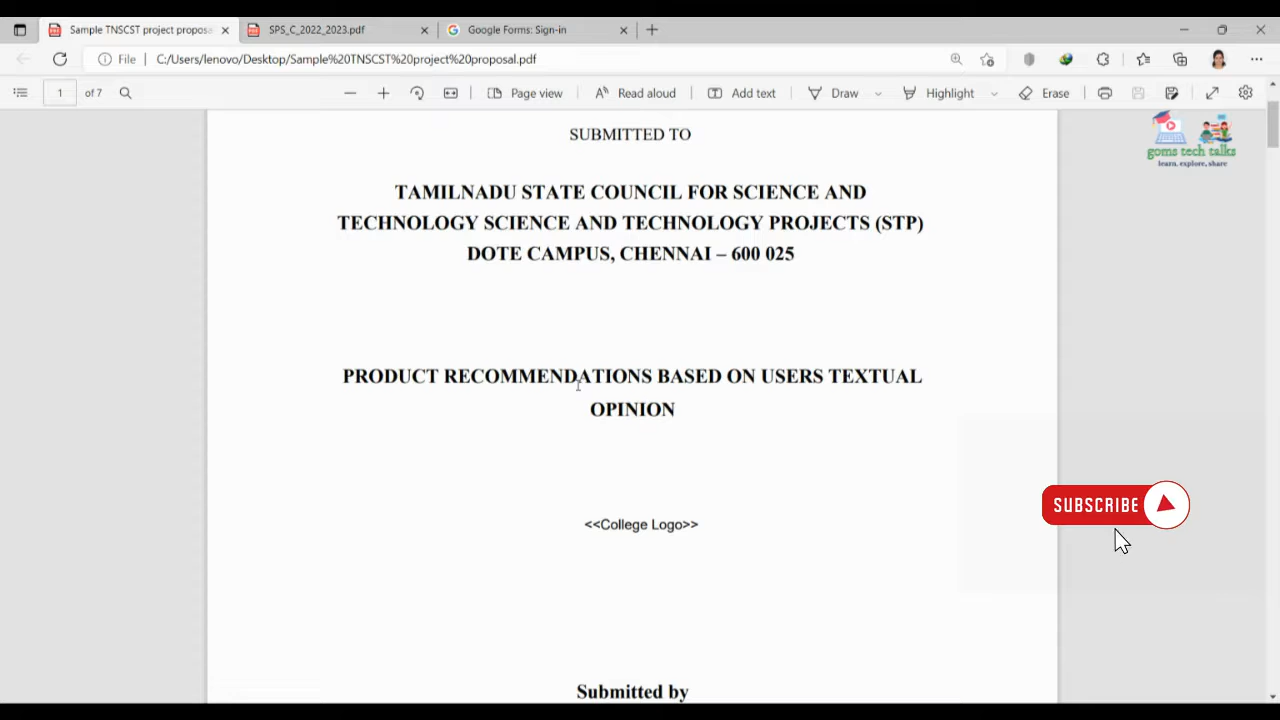 Sample TNSCST project proposa
SPS_C_2022_2023.pdf
Google Forms: Sign-in
File
C:/Users/lenovo/Desktop/Sample%20TNSCST%20project%20proposal.pdf
1 of 7
Page view
Read aloud
Add text
Draw
Highlight
Erase
goms tech talks
learn, explore, share
SUBMITTED TO
TAMILNADU STATE COUNCIL FOR SCIENCE AND
TECHNOLOGY SCIENCE AND TECHNOLOGY PROJECTS (STP)
DOTE CAMPUS, CHENNAI – 600 025
PRODUCT RECOMMENDATIONS BASED ON USERS TEXTUAL
OPINION
SUBSCRIBE
<<College Logo>>
Submitted by